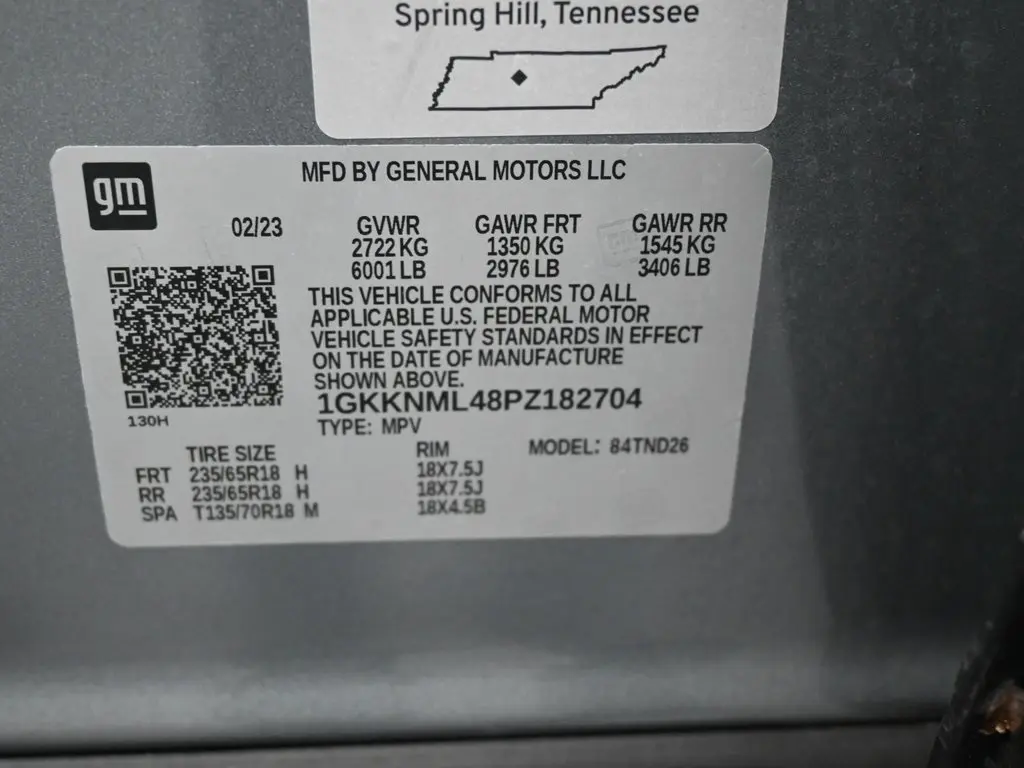 Spring Hill, Tennessee
gm
MFD BY GENERAL MOTORS LLC
02/23
GVWR GAWR FRT GAWR RR
2722 KG 1350 KG 1545 KG
6001 LB 2976 LB 3406 LB
THIS VEHICLE CONFORMS TO ALL
APPLICABLE U.S. FEDERAL MOTOR
VEHICLE SAFETY STANDARDS IN EFFECT
ON THE DATE OF MANUFACTURE
SHOWN ABOVE.
1GKKNML48PZ182704
130H
TYPE: MPV
TIRE SIZE RIM MODEL: 84TND26
FRT 235/65R18 H 18X7.5J
RR 235/65R18 H 18X7.5J
SPA T135/70R18 M 18X4.5B